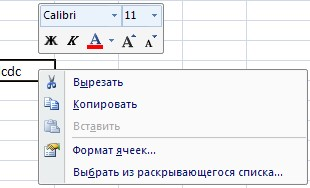 Calibri 11
Ж К А А А
cdc
Вырезать
Копировать
Вставить
Формат ячеек...
Выбрать из раскрывающегося списка...